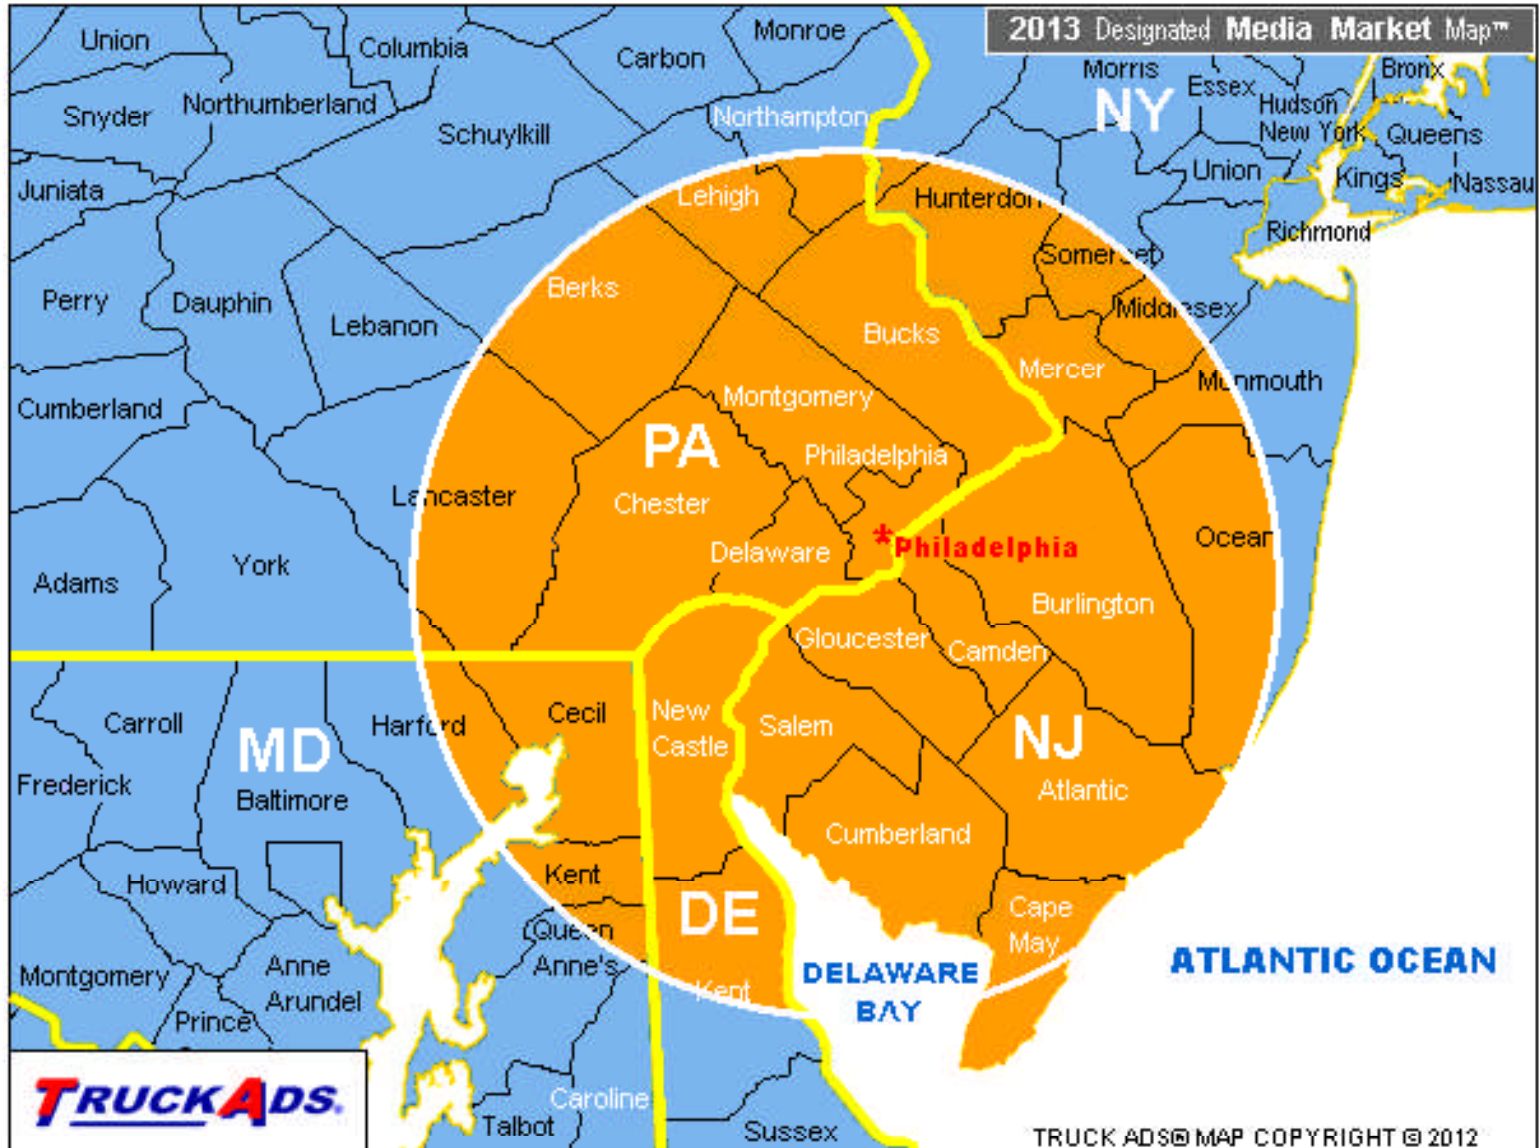 2013 Designated Media Market Map™
Union
Columbia
Monroe
Carbon
Morris
Bronx
Essex
Snyder
Northumberland
Schuylkill
Northampton
NY
Hudson
New York
Queens
Juniata
Lehigh
Hunterdon
Union
Kings
Nassau
Richmond
Somerset
Perry
Dauphin
Lebanon
Berks
Bucks
Middlesex
Mercer
Monmouth
Cumberland
Montgomery
PA
Philadelphia
Lancaster
Chester
Ocean
*Philadelphia
Delaware
York
Adams
Burlington
Gloucester
Camden
Carroll
MD
Harford
Cecil
New
Castle
Salem
NJ
Frederick
Baltimore
Atlantic
Cumberland
Howard
Kent
DE
Cape
May
Queen
Anne's
Montgomery
Anne
Arundel
Kent
DELAWARE
BAY
ATLANTIC OCEAN
Prince
TRUCKADS.
Caroline
Talbot
Sussex
TRUCK ADS® MAP COPYRIGHT © 2012